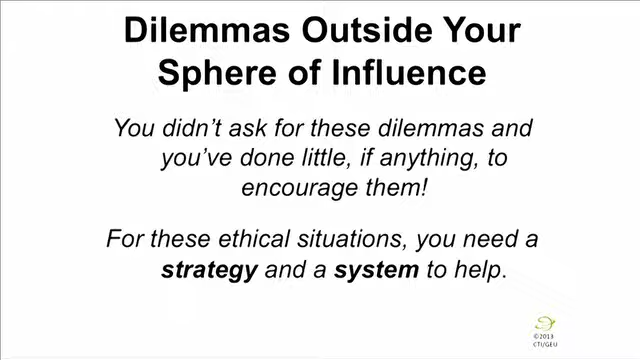 Dilemmas Outside Your
Sphere of Influence
You didn't ask for these dilemmas and
you've done little, if anything, to
encourage them!
For these ethical situations, you need a
strategy and a system to help.
©2013
CTI/GEU